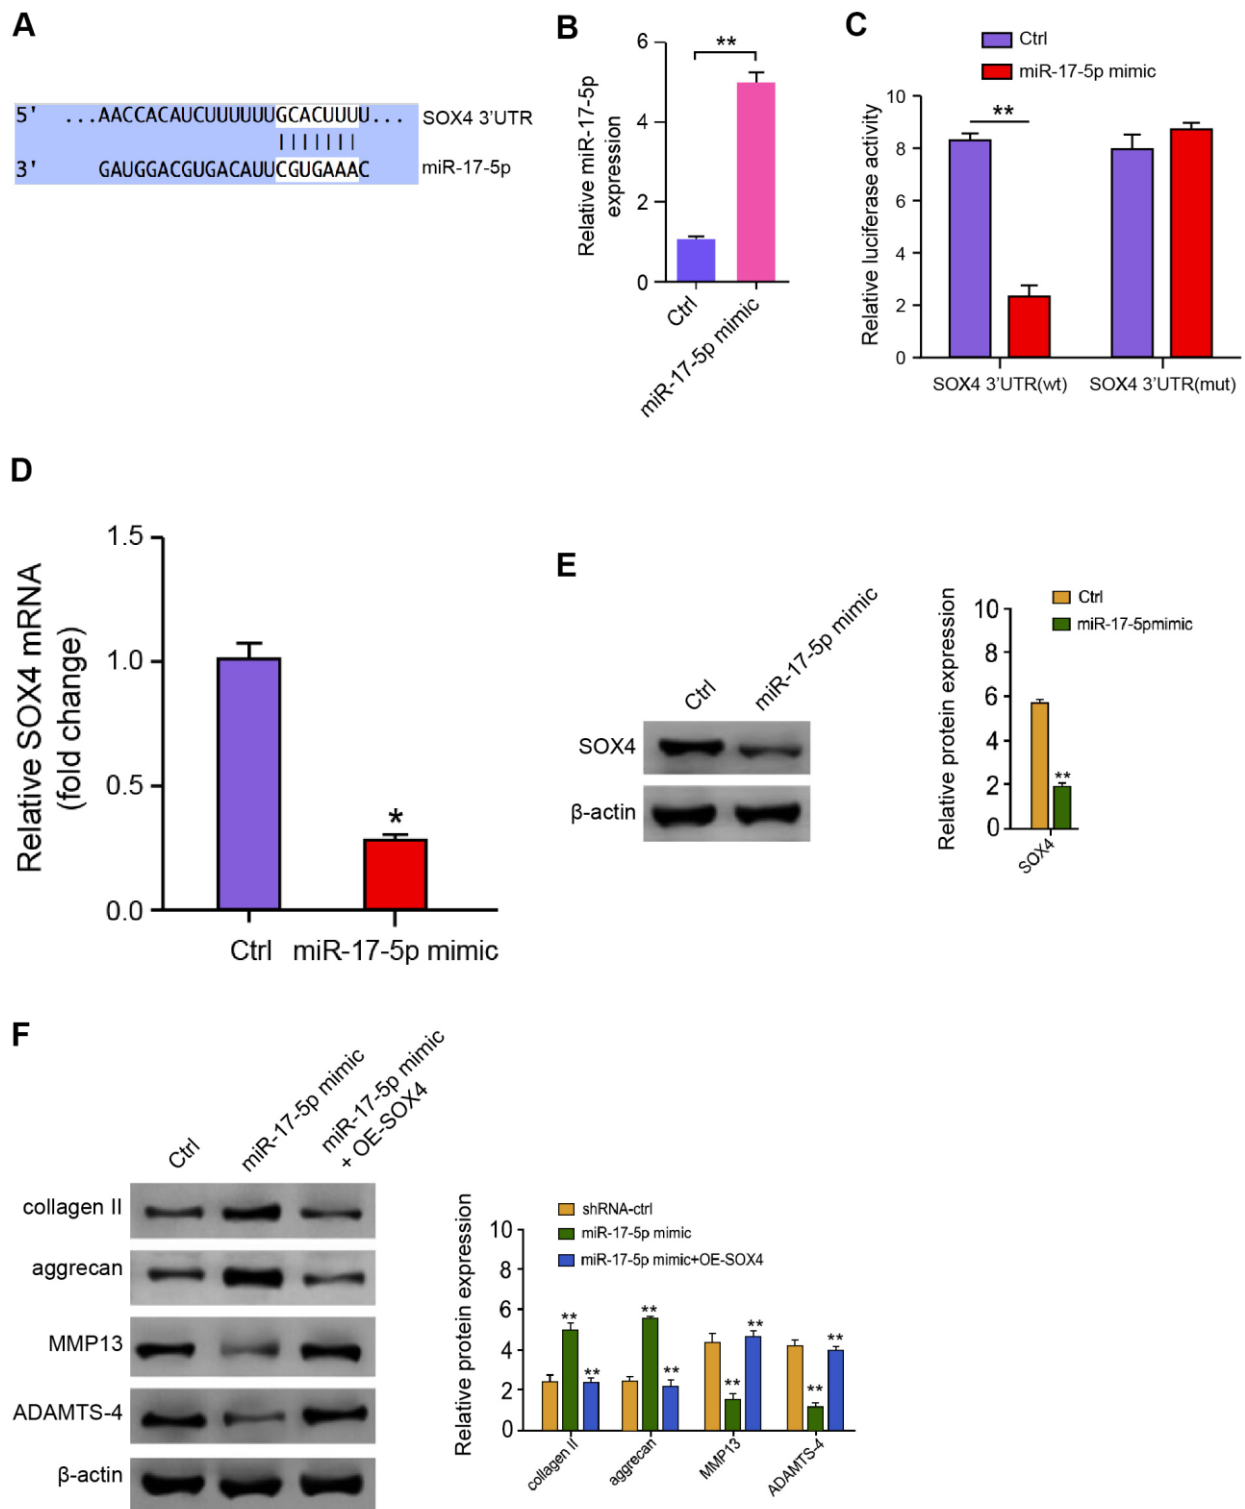 A
5' ...AACCACAUCUUUUUUGCACUUUU... SOX4 3'UTR
3' GAUGGACGUGACAUUCGUGAAAC miR-17-5p
B
Relative miR-17-5p
expression
6
4
2
0
**
Ctrl
miR-17-5p mimic
C
Ctrl
miR-17-5p mimic
Relative luciferase activity
10
8
6
4
2
0
**
SOX4 3'UTR(wt) SOX4 3'UTR(mut)
D
Relative SOX4 mRNA
(fold change)
1.5
1.0
0.5
0.0
*
Ctrl miR-17-5p mimic
E
Ctrl
miR-17-5p mimic
SOX4
β-actin
Relative protein expression
Ctrl
miR-17-5pmimic
10
8
6
4
2
0
**
SOX4
F
Ctrl
miR-17-5p mimic
miR-17-5p mimic
+ OE-SOX4
collagen II
aggrecan
MMP13
ADAMTS-4
β-actin
Relative protein expression
shRNA-ctrl
miR-17-5p mimic
miR-17-5p mimic+OE-SOX4
10
8
6
4
2
0
** ** ** ** ** ** ** **
collagen II
aggrecan
MMP13
ADAMTS-4